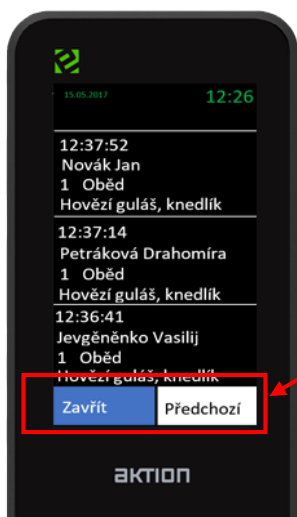 15.05.2017 12:26
12:37:52
Novák Jan
1 Oběd
Hovězí guláš, knedlík
12:37:14
Petráková Drahomíra
1 Oběd
Hovězí guláš, knedlík
12:36:41
Jevgěněnko Vasilij
1 Oběd
Hovězí guláš, knedlík
Zavřít Předchozí
aktion